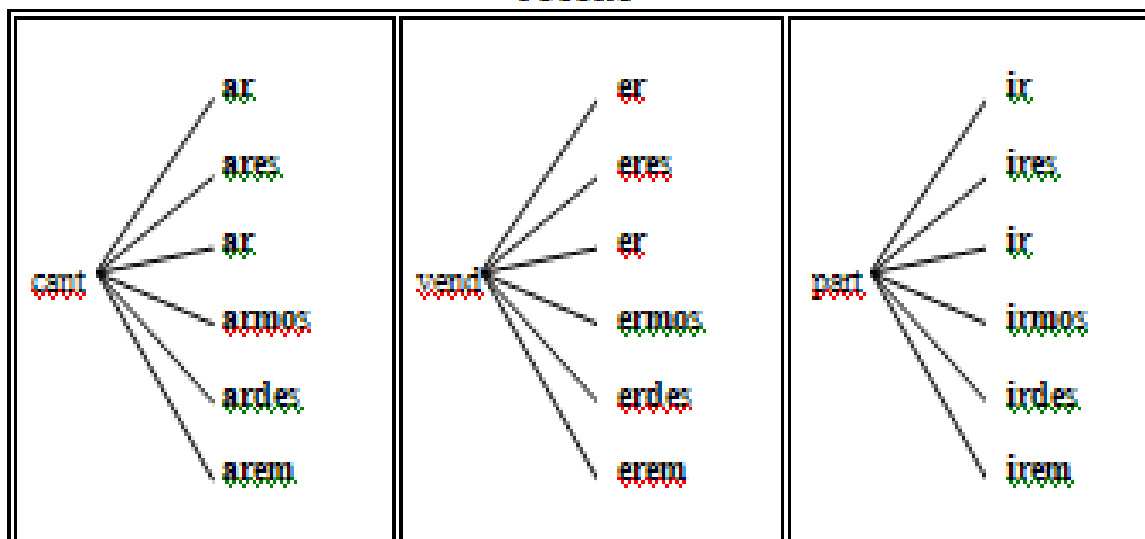 ar er ir
ares eres ires
ar er ir
cant vend part
armos ermos irmos
ardes erdes irdes
arem erem irem